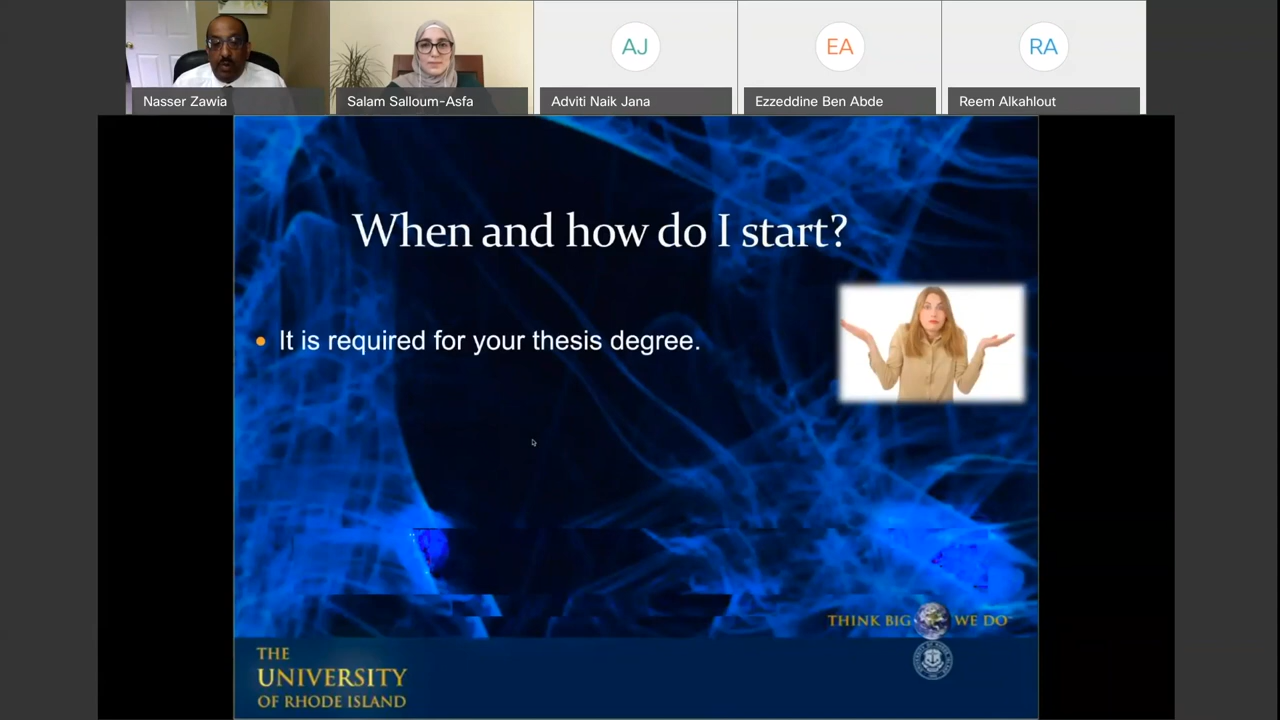 AJ
EA
RA
Nasser Zawia
Salam Salloum-Asfa
Adviti Naik Jana
Ezzeddine Ben Abde
Reem Alkahlout
When and how do I start?
• It is required for your thesis degree.
THINK BIG WE DO
THE
UNIVERSITY
OF RHODE ISLAND